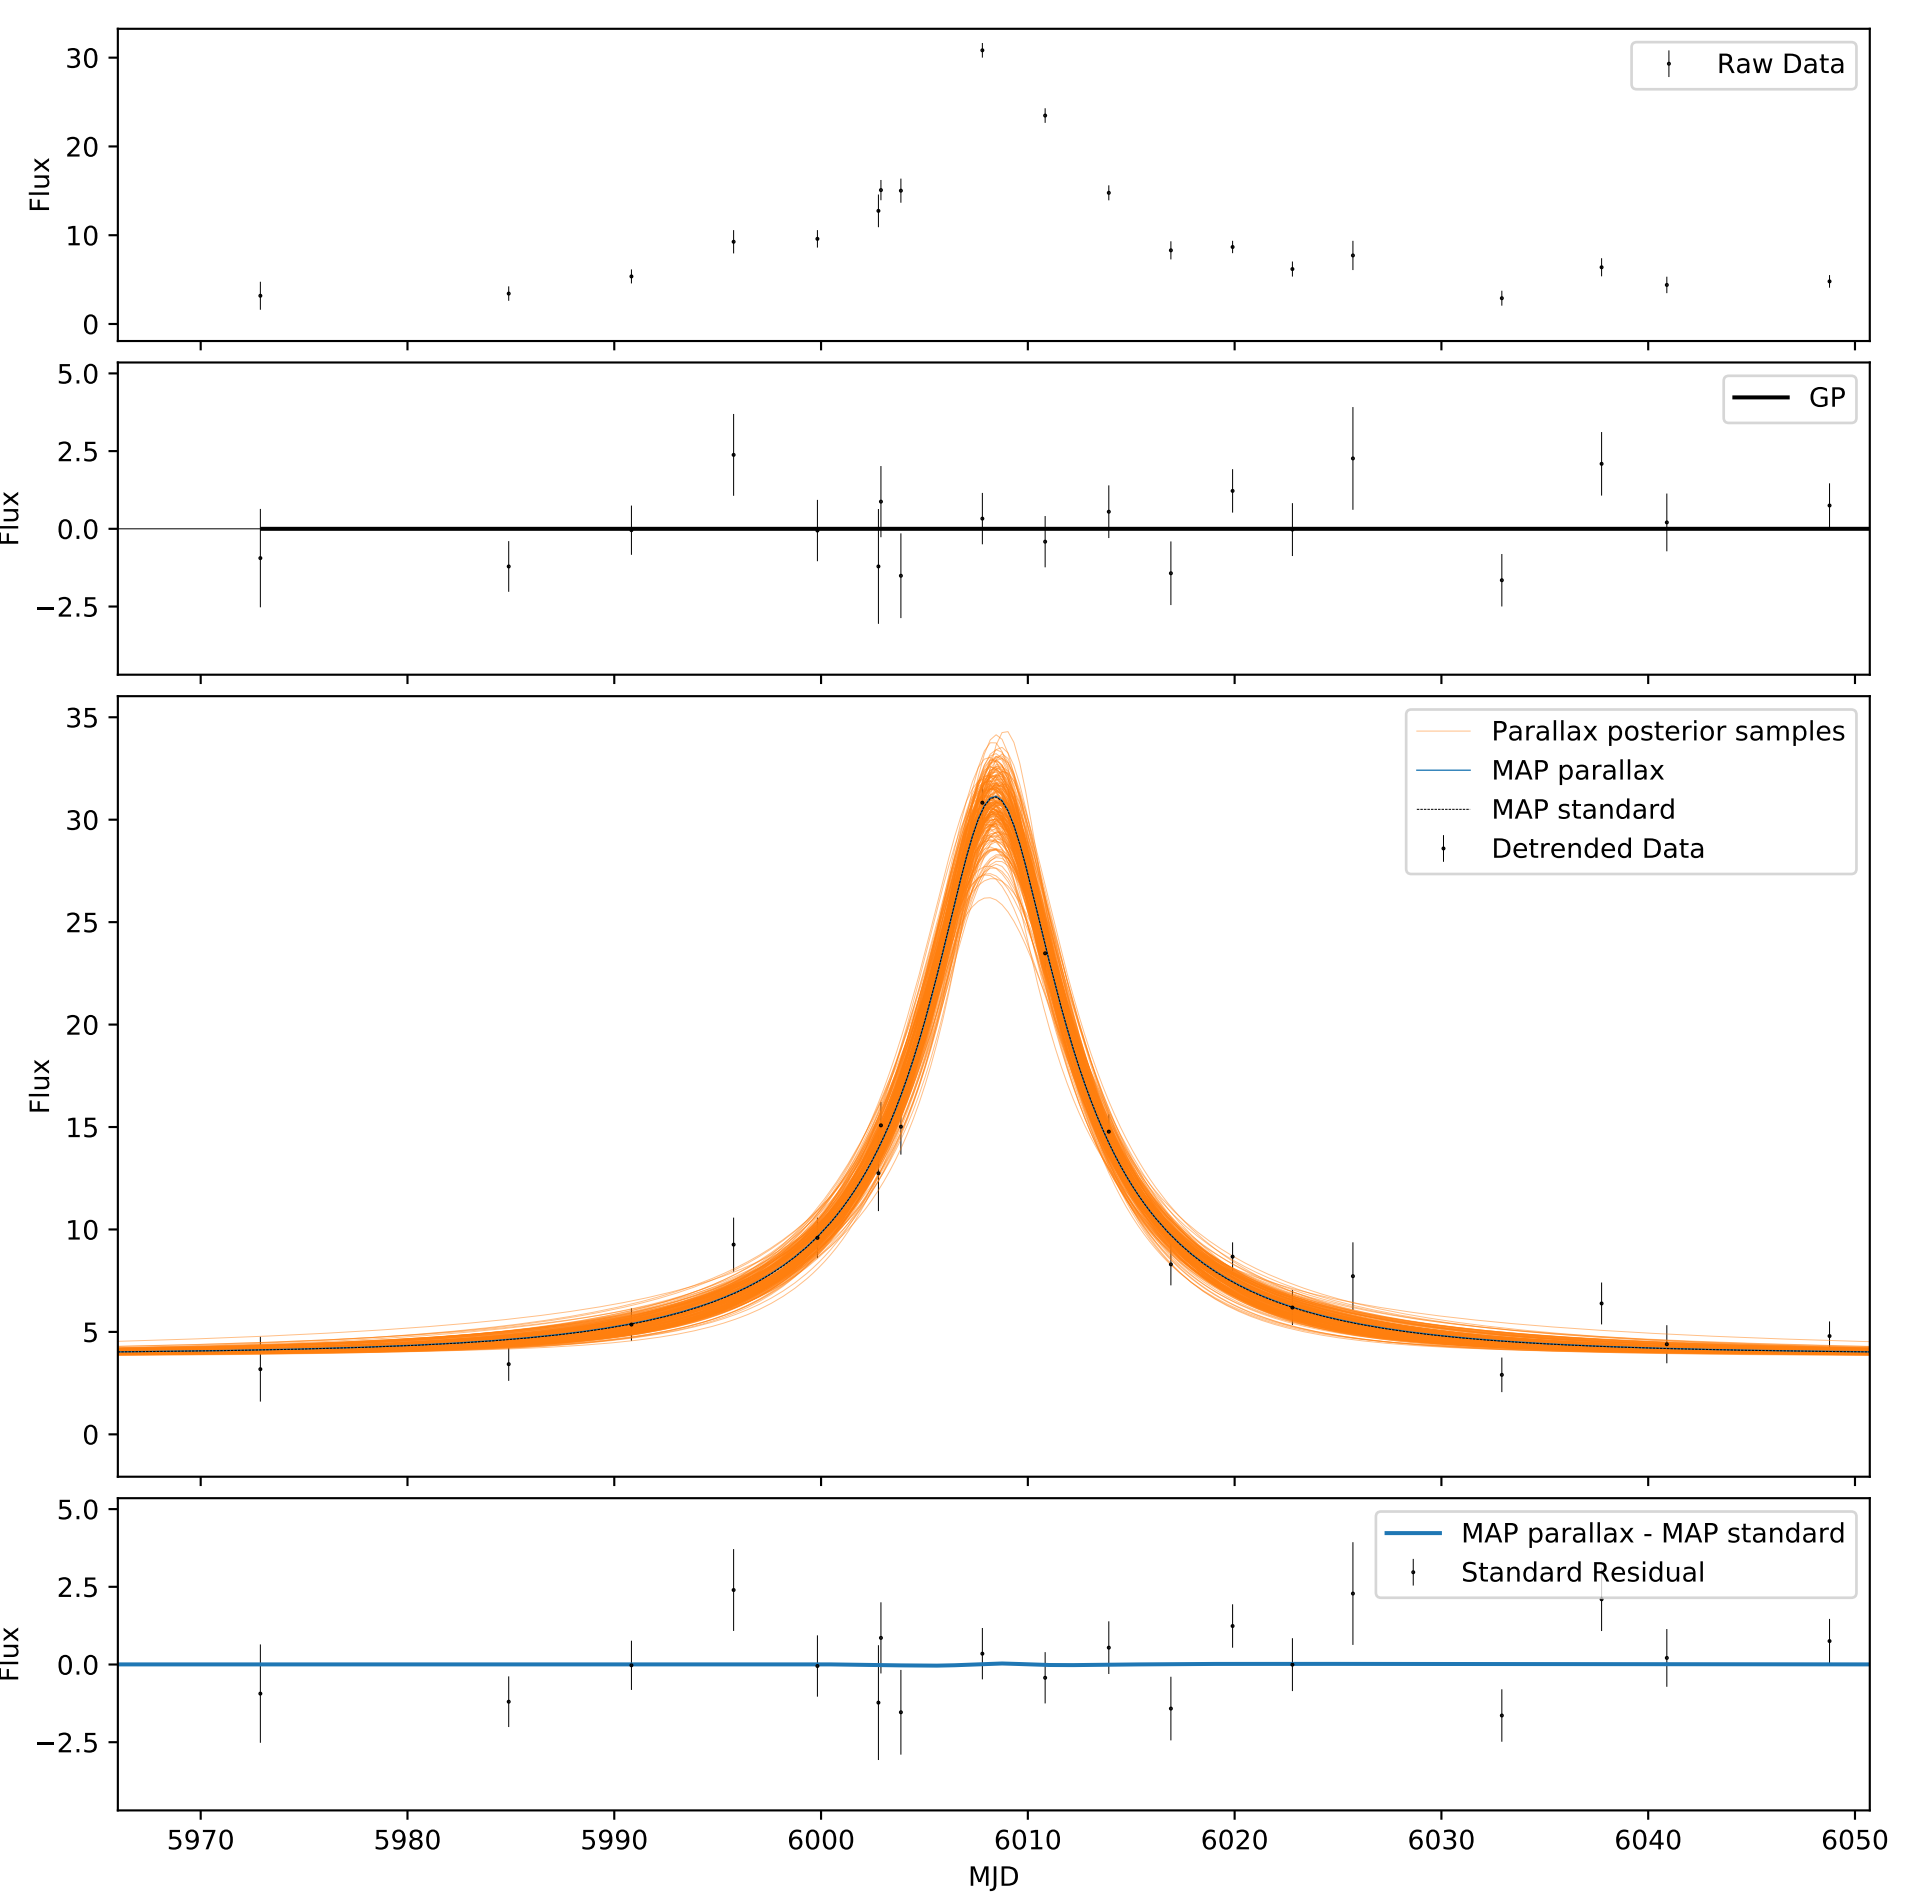 30
20
10
0
Flux
Raw Data
5.0
2.5
0.0
−2.5
Flux
GP
35
30
25
20
15
10
5
0
Flux
Parallax posterior samples
MAP parallax
MAP standard
Detrended Data
5.0
2.5
0.0
−2.5
Flux
MAP parallax - MAP standard
Standard Residual
5970 5980 5990 6000 6010 6020 6030 6040 6050
MJD